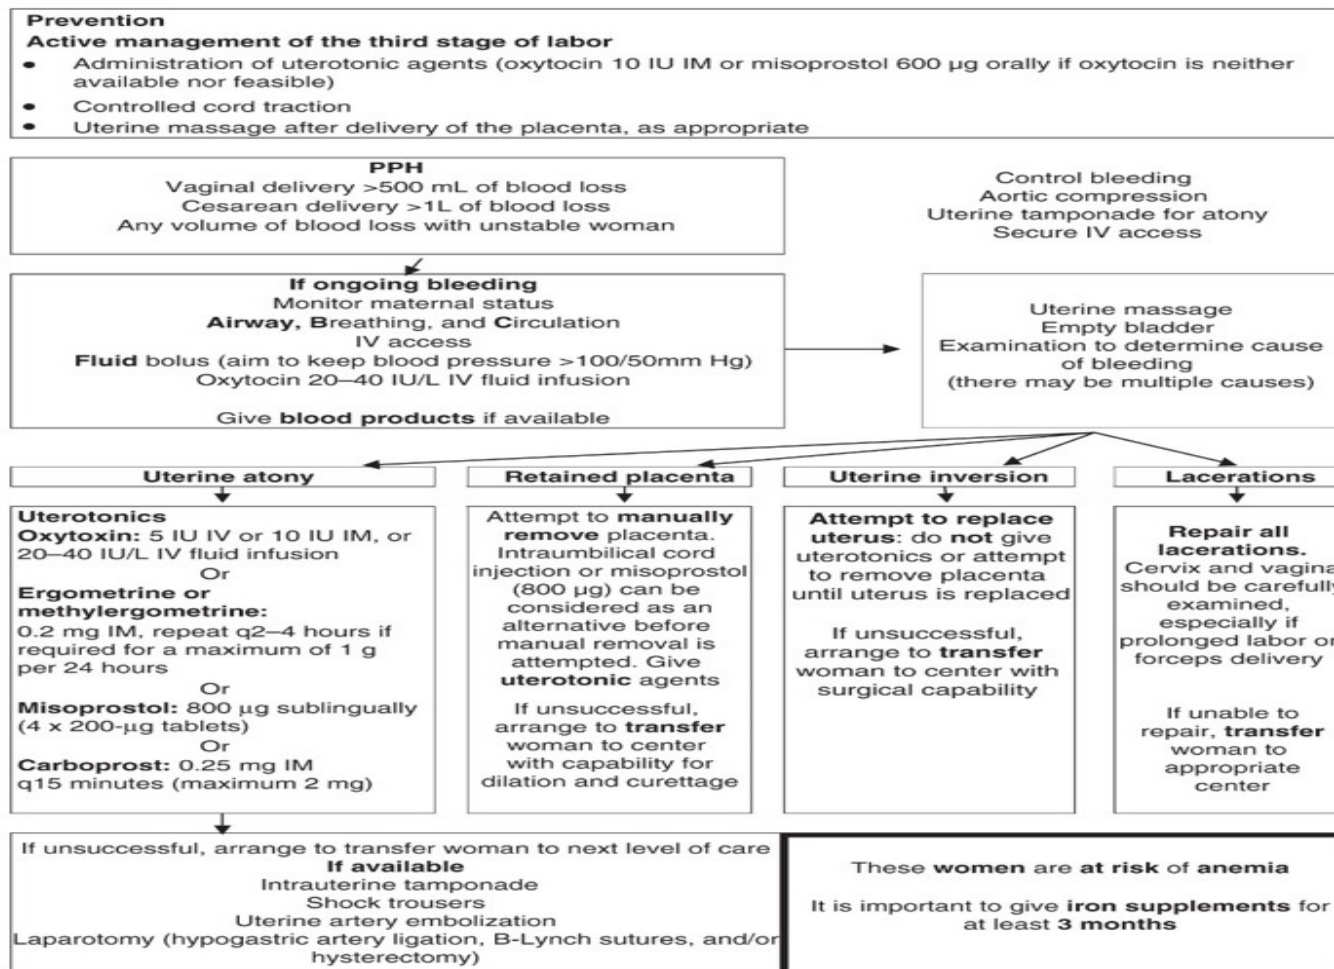 Prevention
Active management of the third stage of labor
• Administration of uterotonic agents (oxytocin 10 IU IM or misoprostol 600 µg orally if oxytocin is neither
available nor feasible)
• Controlled cord traction
• Uterine massage after delivery of the placenta, as appropriate
PPH
Vaginal delivery >500 mL of blood loss
Cesarean delivery >1L of blood loss
Any volume of blood loss with unstable woman
Control bleeding
Aortic compression
Uterine tamponade for atony
Secure IV access
If ongoing bleeding
Monitor maternal status
Airway, Breathing, and Circulation
IV access
Fluid bolus (aim to keep blood pressure >100/50mm Hg)
Oxytocin 20–40 IU/L IV fluid infusion
Give blood products if available
Uterine massage
Empty bladder
Examination to determine cause
of bleeding
(there may be multiple causes)
Uterine atony
Uterotonics
Oxytoxin: 5 IU IV or 10 IU IM, or
20–40 IU/L IV fluid infusion
Or
Ergometrine or
methylergometrine:
0.2 mg IM, repeat q2–4 hours if
required for a maximum of 1 g
per 24 hours
Or
Misoprostol: 800 µg sublingually
(4 x 200-µg tablets)
Or
Carboprost: 0.25 mg IM
q15 minutes (maximum 2 mg)
Retained placenta
Attempt to manually
remove placenta.
Intraumbilical cord
injection or misoprostol
(800 µg) can be
considered as an
alternative before
manual removal is
attempted. Give
uterotonic agents
If unsuccessful,
arrange to transfer
woman to center
with capability for
dilation and curettage
Uterine inversion
Attempt to replace
uterus: do not give
uterotonics or attempt
to remove placenta
until uterus is replaced
If unsuccessful,
arrange to transfer
woman to center with
surgical capability
Lacerations
Repair all
lacerations.
Cervix and vagina
should be carefully
examined,
especially if
prolonged labor or
forceps delivery
If unable to
repair, transfer
woman to
appropriate
center
If unsuccessful, arrange to transfer woman to next level of care
If available
Intrauterine tamponade
Shock trousers
Uterine artery embolization
Laparotomy (hypogastric artery ligation, B-Lynch sutures, and/or
hysterectomy)
These women are at risk of anemia
It is important to give iron supplements for
at least 3 months